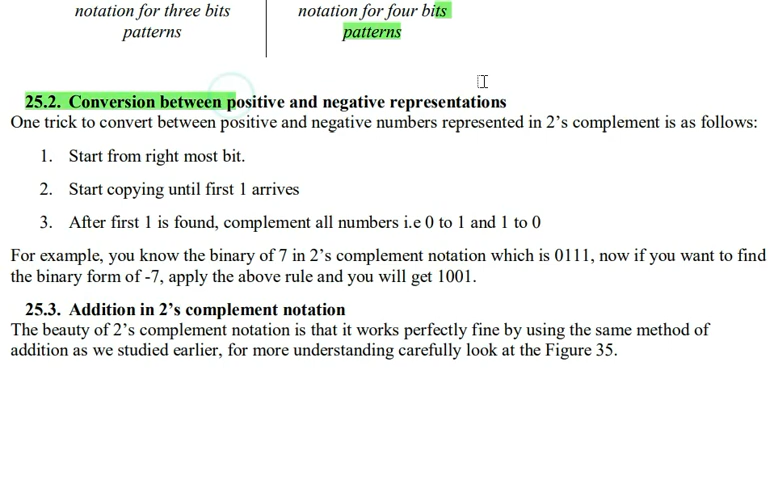 notation for three bits
patterns
notation for four bits
patterns
25.2. Conversion between positive and negative representations
One trick to convert between positive and negative numbers represented in 2's complement is as follows:
1. Start from right most bit.
2. Start copying until first 1 arrives
3. After first 1 is found, complement all numbers i.e 0 to 1 and 1 to 0
For example, you know the binary of 7 in 2's complement notation which is 0111, now if you want to find
the binary form of -7, apply the above rule and you will get 1001.
25.3. Addition in 2's complement notation
The beauty of 2's complement notation is that it works perfectly fine by using the same method of
addition as we studied earlier, for more understanding carefully look at the Figure 35.